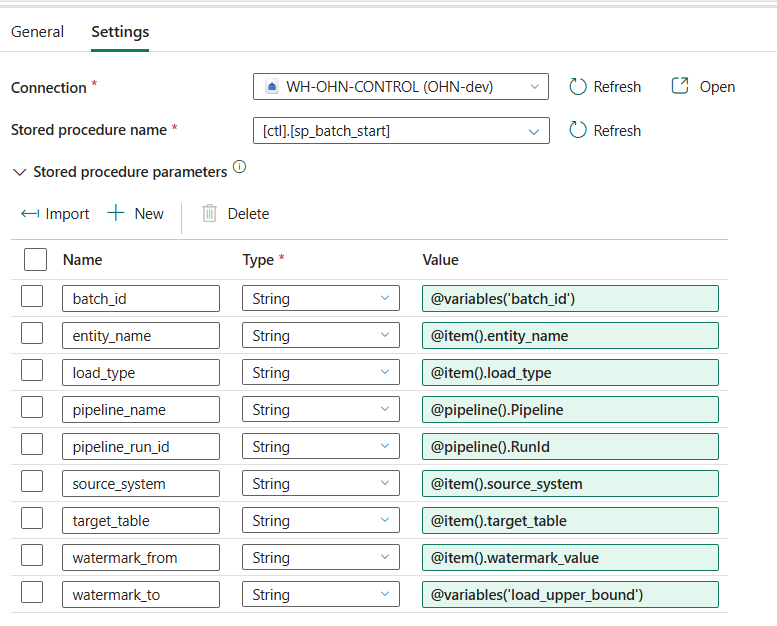 General Settings
Connection * WH-OHN-CONTROL (OHN-dev) Refresh Open
Stored procedure name * [ctl].[sp_batch_start] Refresh
Stored procedure parameters
Import New Delete
Name Type * Value
batch_id String @variables('batch_id')
entity_name String @item().entity_name
load_type String @item().load_type
pipeline_name String @pipeline().Pipeline
pipeline_run_id String @pipeline().RunId
source_system String @item().source_system
target_table String @item().target_table
watermark_from String @item().watermark_value
watermark_to String @variables('load_upper_bound')